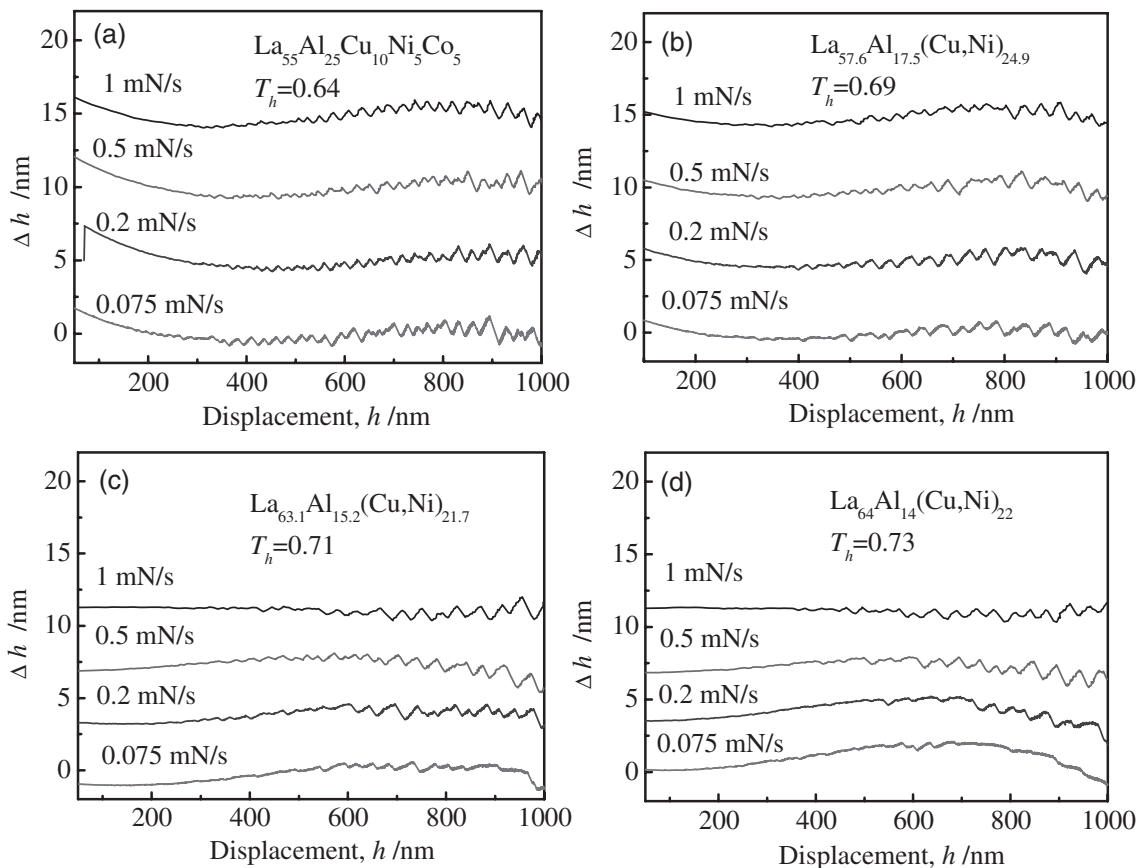 (a)
La55Al25Cu10Ni5Co5
Th=0.64
1 mN/s
0.5 mN/s
0.2 mN/s
0.075 mN/s
20
15
10
5
0
Δ h /nm
200 400 600 800 1000
Displacement, h /nm
(b)
La57.6Al17.5(Cu,Ni)24.9
Th=0.69
1 mN/s
0.5 mN/s
0.2 mN/s
0.075 mN/s
20
15
10
5
0
Δ h /nm
200 400 600 800 1000
Displacement, h /nm
(c)
La63.1Al15.2(Cu,Ni)21.7
Th=0.71
1 mN/s
0.5 mN/s
0.2 mN/s
0.075 mN/s
20
15
10
5
0
Δ h /nm
200 400 600 800 1000
Displacement, h /nm
(d)
La64Al14(Cu,Ni)22
Th=0.73
1 mN/s
0.5 mN/s
0.2 mN/s
0.075 mN/s
20
15
10
5
0
Δ h /nm
200 400 600 800 1000
Displacement, h /nm